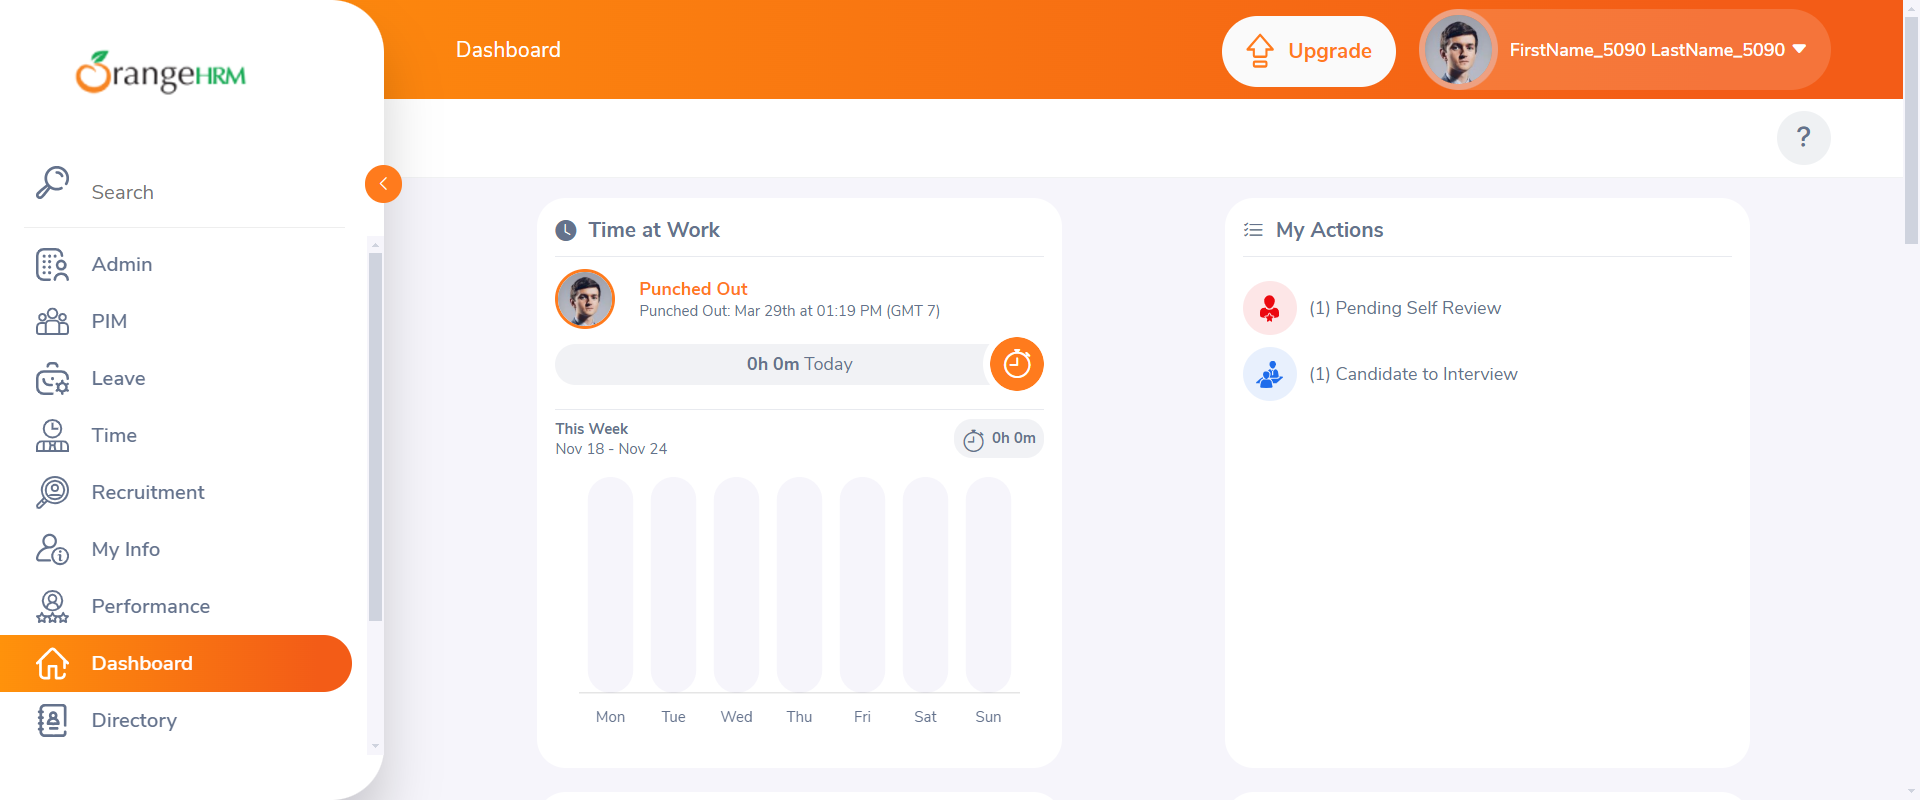 OrangeHRM
Search
Admin
PIM
Leave
Time
Recruitment
My Info
Performance
Dashboard
Directory
Dashboard
Upgrade
FirstName_5090 LastName_5090
?
Time at Work
Punched Out
Punched Out: Mar 29th at 01:19 PM (GMT 7)
0h 0m Today
This Week
Nov 18 - Nov 24
0h 0m
Mon Tue Wed Thu Fri Sat Sun
My Actions
(1) Pending Self Review
(1) Candidate to Interview